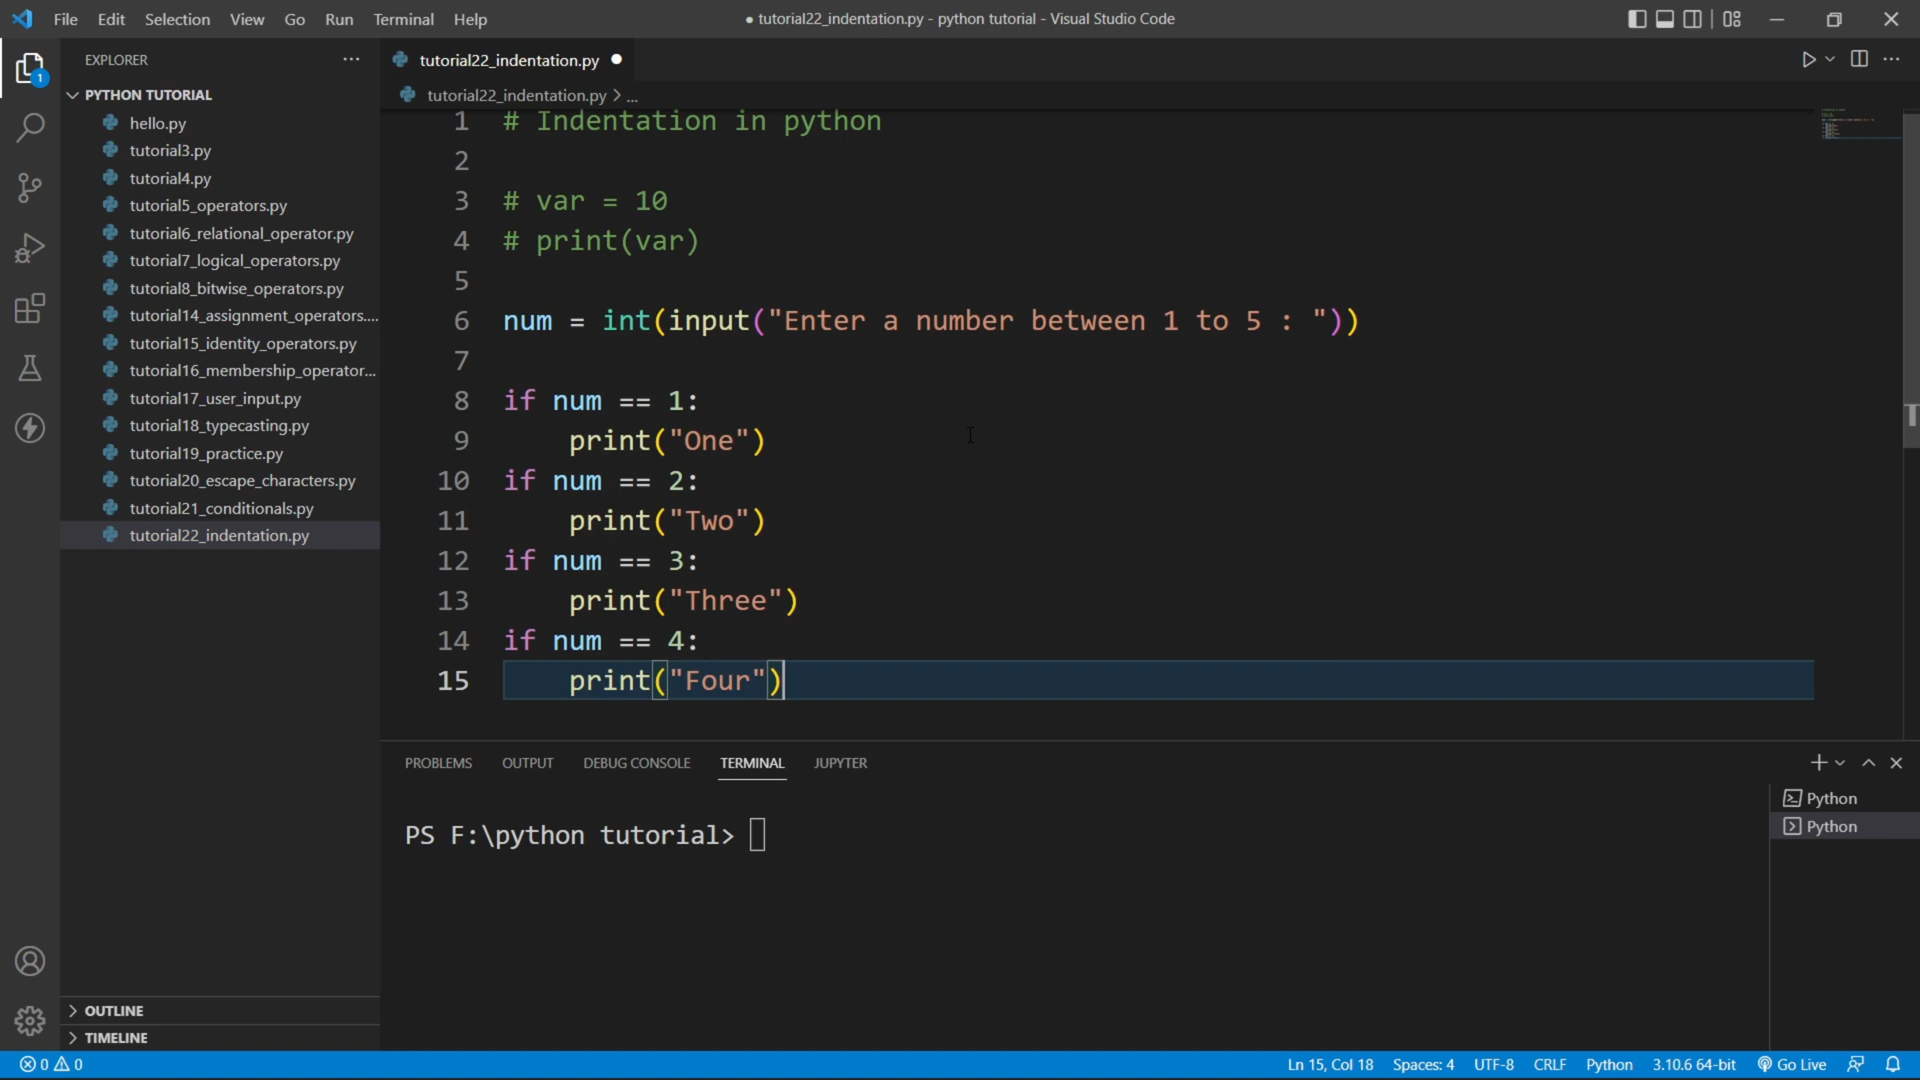 File Edit Selection View Go Run Terminal Help
● tutorial22_indentation.py - python tutorial - Visual Studio Code
1
EXPLORER ···
PYTHON TUTORIAL
hello.py
tutorial3.py
tutorial4.py
tutorial5_operators.py
tutorial6_relational_operator.py
tutorial7_logical_operators.py
tutorial8_bitwise_operators.py
tutorial14_assignment_operators....
tutorial15_identity_operators.py
tutorial16_membership_operator...
tutorial17_user_input.py
tutorial18_typecasting.py
tutorial19_practice.py
tutorial20_escape_characters.py
tutorial21_conditionals.py
tutorial22_indentation.py
OUTLINE
TIMELINE
tutorial22_indentation.py ●
tutorial22_indentation.py > ...
1 # Indentation in python
2
3 # var = 10
4 # print(var)
5
6 num = int(input("Enter a number between 1 to 5 : "))
7
8 if num == 1:
9     print("One")
10 if num == 2:
11     print("Two")
12 if num == 3:
13     print("Three")
14 if num == 4:
15     print("Four")
PROBLEMS OUTPUT DEBUG CONSOLE TERMINAL JUPYTER
PS F:\python tutorial>
Python
Python
0 0
Ln 15, Col 18 Spaces: 4 UTF-8 CRLF Python 3.10.6 64-bit Go Live